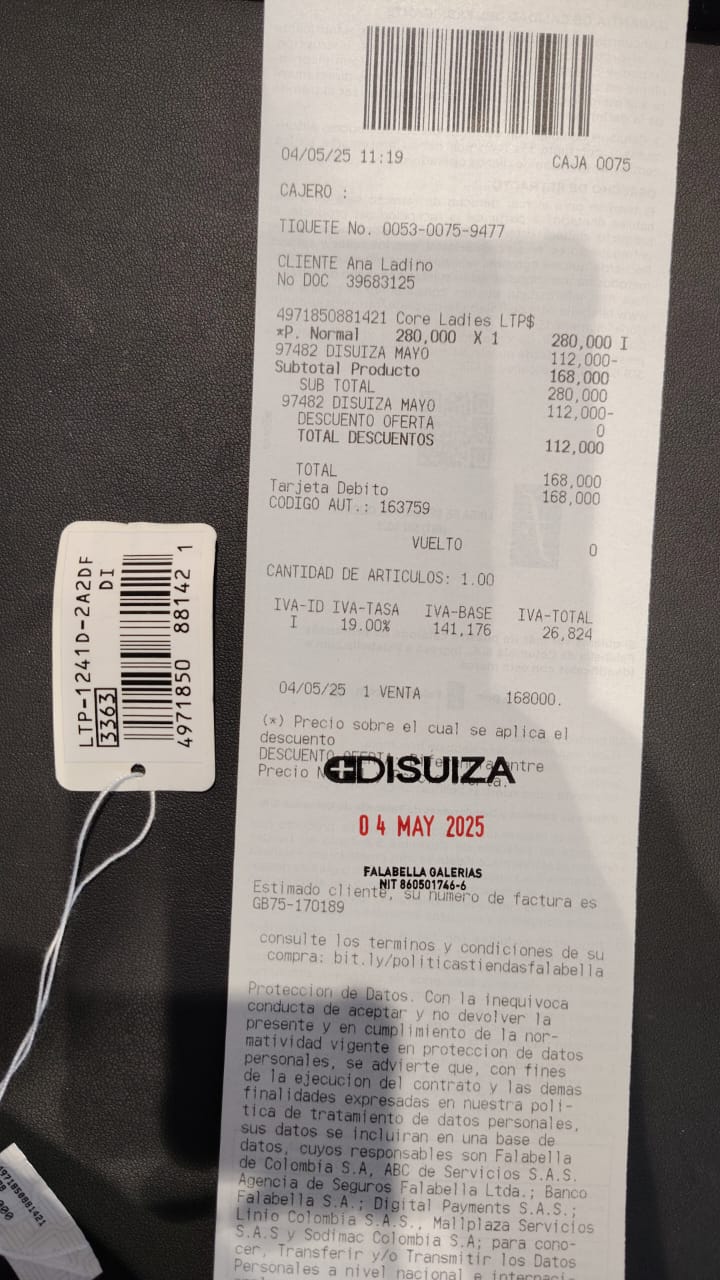 04/05/25 11:19 CAJA 0075
CAJERO :
TIQUETE No. 0053-0075-9477
CLIENTE Ana Ladino
No DOC 39683125
4971850881421 Core Ladies LTP$
*P. Normal 280,000 X 1 280,000 I
97482 DISUIZA MAYO 112,000-
Subtotal Producto 168,000
SUB TOTAL 280,000
97482 DISUIZA MAYO 112,000-
DESCUENTO OFERTA 0
TOTAL DESCUENTOS 112,000
TOTAL 168,000
Tarjeta Debito 168,000
CODIGO AUT.: 163759
VUELTO 0
CANTIDAD DE ARTICULOS: 1.00
IVA-ID IVA-TASA IVA-BASE IVA-TOTAL
I 19.00% 141,176 26,824
04/05/25 1 VENTA 168000.
(*) Precio sobre el cual se aplica el
descuento
DESCUENTO entre
Precio
DISUIZA
04 MAY 2025
FALABELLA GALERIAS
NIT 860501746-6
Estimado cliente, su numero de factura es
GB75-170189
consulte los terminos y condiciones de su
compra: bit.ly/politicastiendasfalabella
Proteccion de Datos. Con la inequivoca
conducta de aceptar y no devolver la
presente y en cumplimiento de la nor-
matividad vigente en proteccion de datos
personales, se advierte que, con fines
de la ejecucion del contrato y las demas
finalidades expresadas en nuestra poli-
tica de tratamiento de datos personales,
sus datos se incluiran en una base de
datos, cuyos responsables son Falabella
de Colombia S.A, ABC de Servicios S.A.S.
Agencia de Seguros Falabella Ltda.; Banco
Falabella S.A.; Digital Payments S.A.S.;
Linio Colombia S.A.S., Mallplaza Servicios
S.A.S y Sodimac Colombia S.A; para cono-
cer, Transferir y/o Transmitir los Datos
Personales a nivel nacional e
LTP-1241D-2A2DF
3363 DI
4971850 88142 1
4971850881421